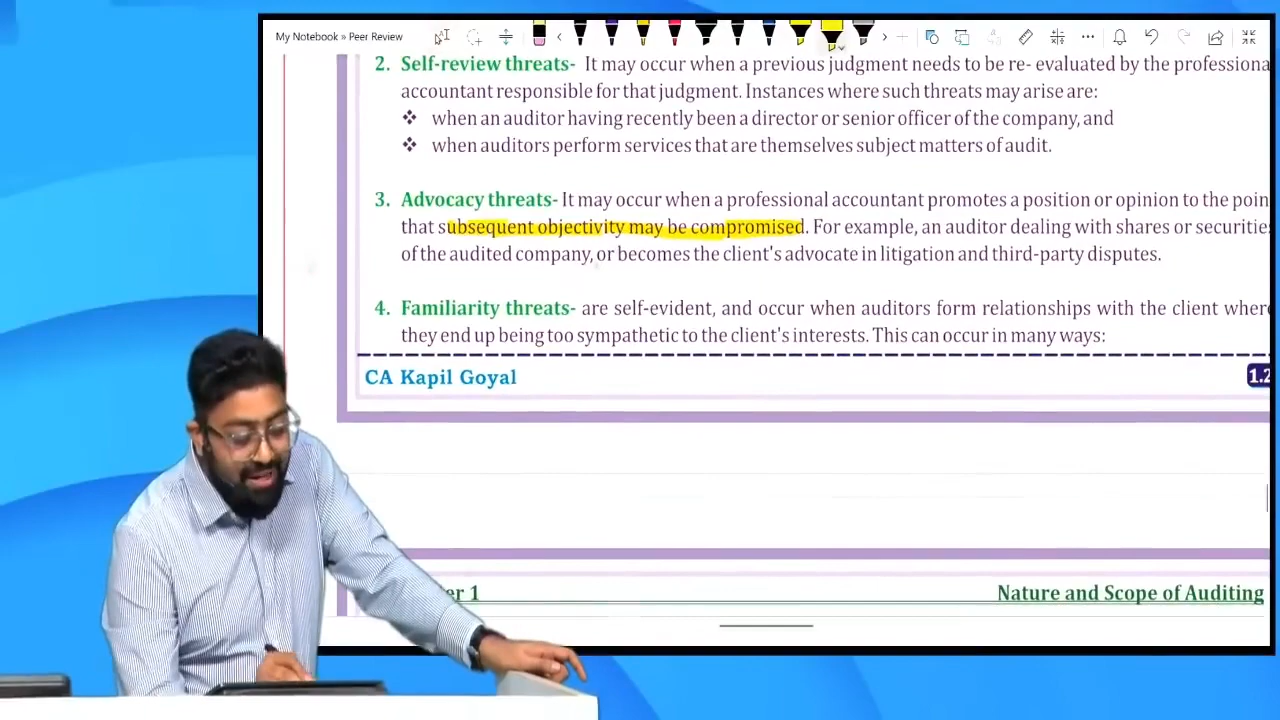 My Notebook » Peer Review
2. Self-review threats- It may occur when a previous judgment needs to be re- evaluated by the professiona
accountant responsible for that judgment. Instances where such threats may arise are:
❖ when an auditor having recently been a director or senior officer of the company, and
❖ when auditors perform services that are themselves subject matters of audit.
3. Advocacy threats- It may occur when a professional accountant promotes a position or opinion to the poin
that subsequent objectivity may be compromised. For example, an auditor dealing with shares or securitie
of the audited company, or becomes the client's advocate in litigation and third-party disputes.
4. Familiarity threats- are self-evident, and occur when auditors form relationships with the client where
they end up being too sympathetic to the client's interests. This can occur in many ways:
CA Kapil Goyal
1.2
er 1
Nature and Scope of Auditing